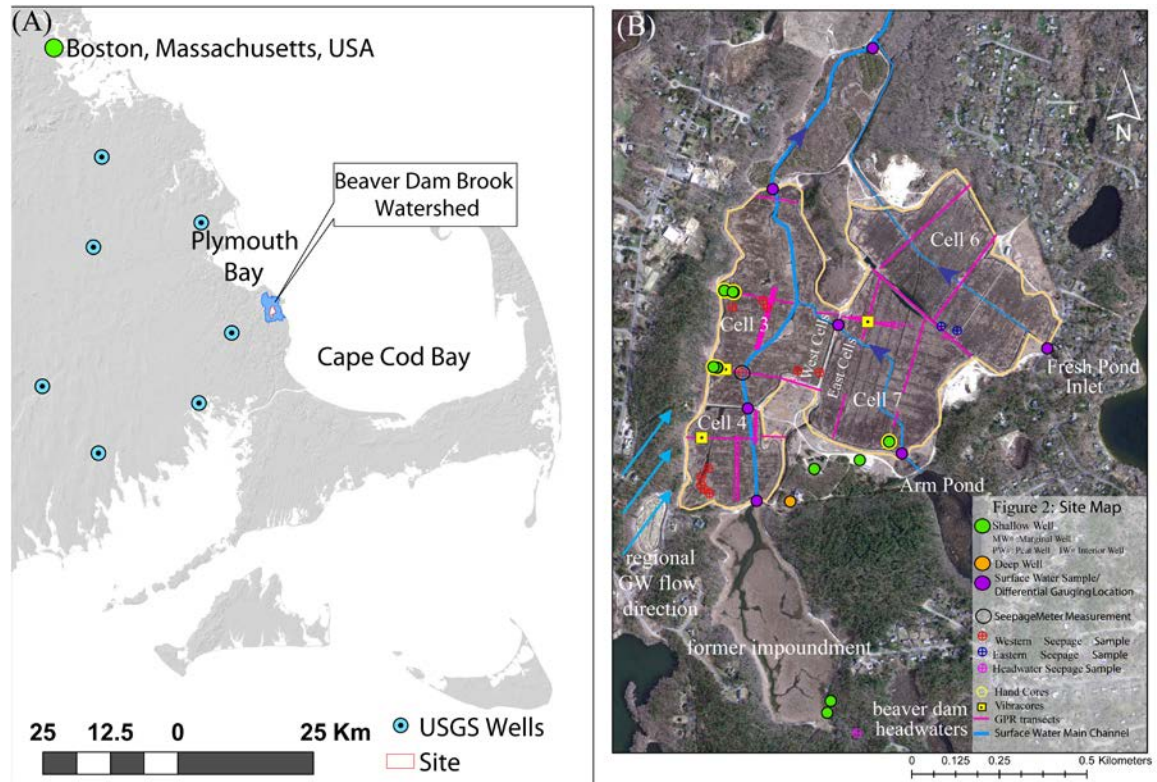 (A)
Boston, Massachusetts, USA
Beaver Dam Brook
Watershed
Plymouth
Bay
Cape Cod Bay
25 12.5 0 25 Km
USGS Wells
Site
(B)
N
Cell 6
Cell 3
West Cells
East Cells
Fresh Pond
Inlet
Cell 7
Cell 4
Arm Pond
regional
GW flow
direction
former impoundment
beaver dam
headwaters
Figure 2: Site Map
Shallow Well
MW= Marginal Well
PW= Peat Well IW= Interior Well
Deep Well
Surface Water Sample/
Differential Gauging Location
SeepageMeter Measurement
Western Seepage Sample
Eastern Seepage Sample
Headwater Seepage Sample
Hand Cores
Vibracores
GPR transects
Surface Water Main Channel
0 0.125 0.25 0.5 Kilometers